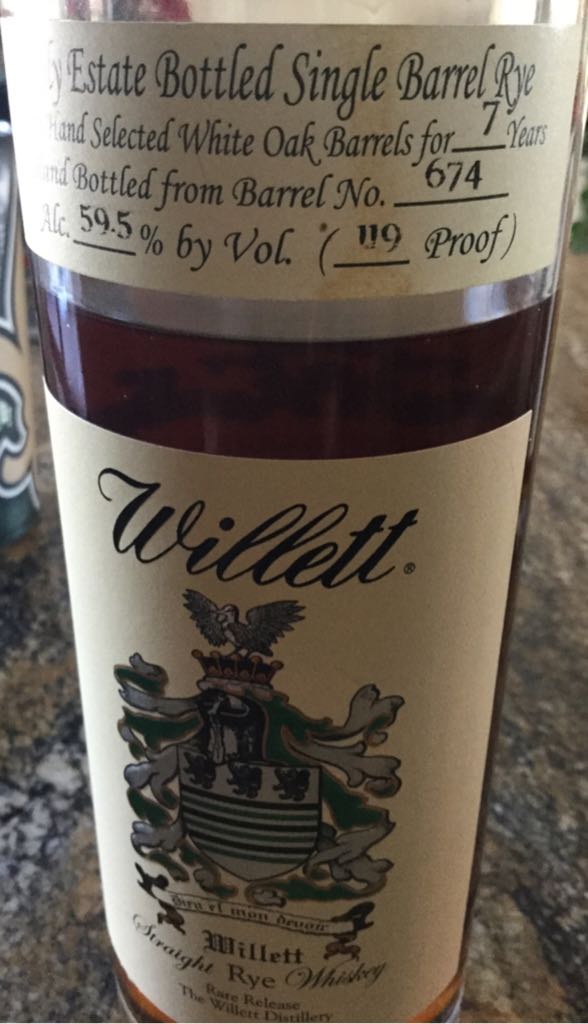 Estate Bottled Single Barrel Rye
Hand Selected White Oak Barrels for 7 Years
and Bottled from Barrel No. 674
Alc. 59.5 % by Vol. ( 119 Proof)
Willett®
Willett
Straight Rye Whiskey
Rare Release
The Willett Distillery